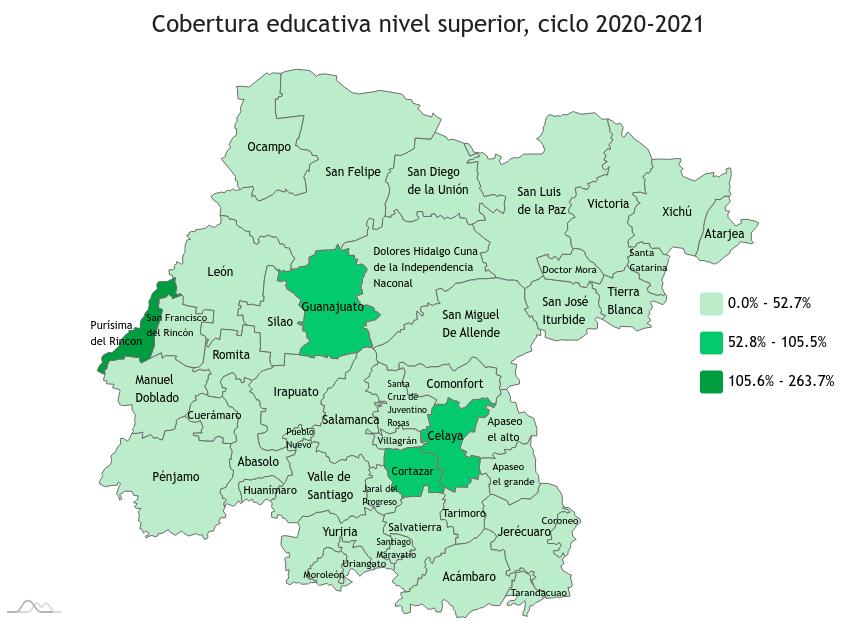 Cobertura educativa nivel superior, ciclo 2020-2021
Ocampo
San Felipe
San Diego
de la Unión
San Luis
de la Paz
Victoria
Xichú
Atarjea
León
Dolores Hidalgo Cuna
de la Independencia
Naconal
Santa
Catarina
Doctor Mora
Guanajuato
San José
Iturbide
Tierra
Blanca
0.0% - 52.7%
52.8% - 105.5%
105.6% - 263.7%
Purísima
del Rincon
San Francisco
del Rincón
Silao
San Miguel
De Allende
Romita
Manuel
Doblado
Irapuato
Santa
Cruz de
Juventino
Rosas
Comonfort
Cuerámaro
Salamanca
Pueblo
Nuevo
Villagrán
Celaya
Apaseo
el alto
Pénjamo
Abasolo
Huanímaro
Valle de
Santiago
Cortazar
Apaseo
el grande
Jaral del
Progreso
Tarimoro
Salvatierra
Jerécuaro
Coroneo
Yuriria
Santiago
Maravatío
Uriangato
Moroleón
Acámbaro
Tarandacuao